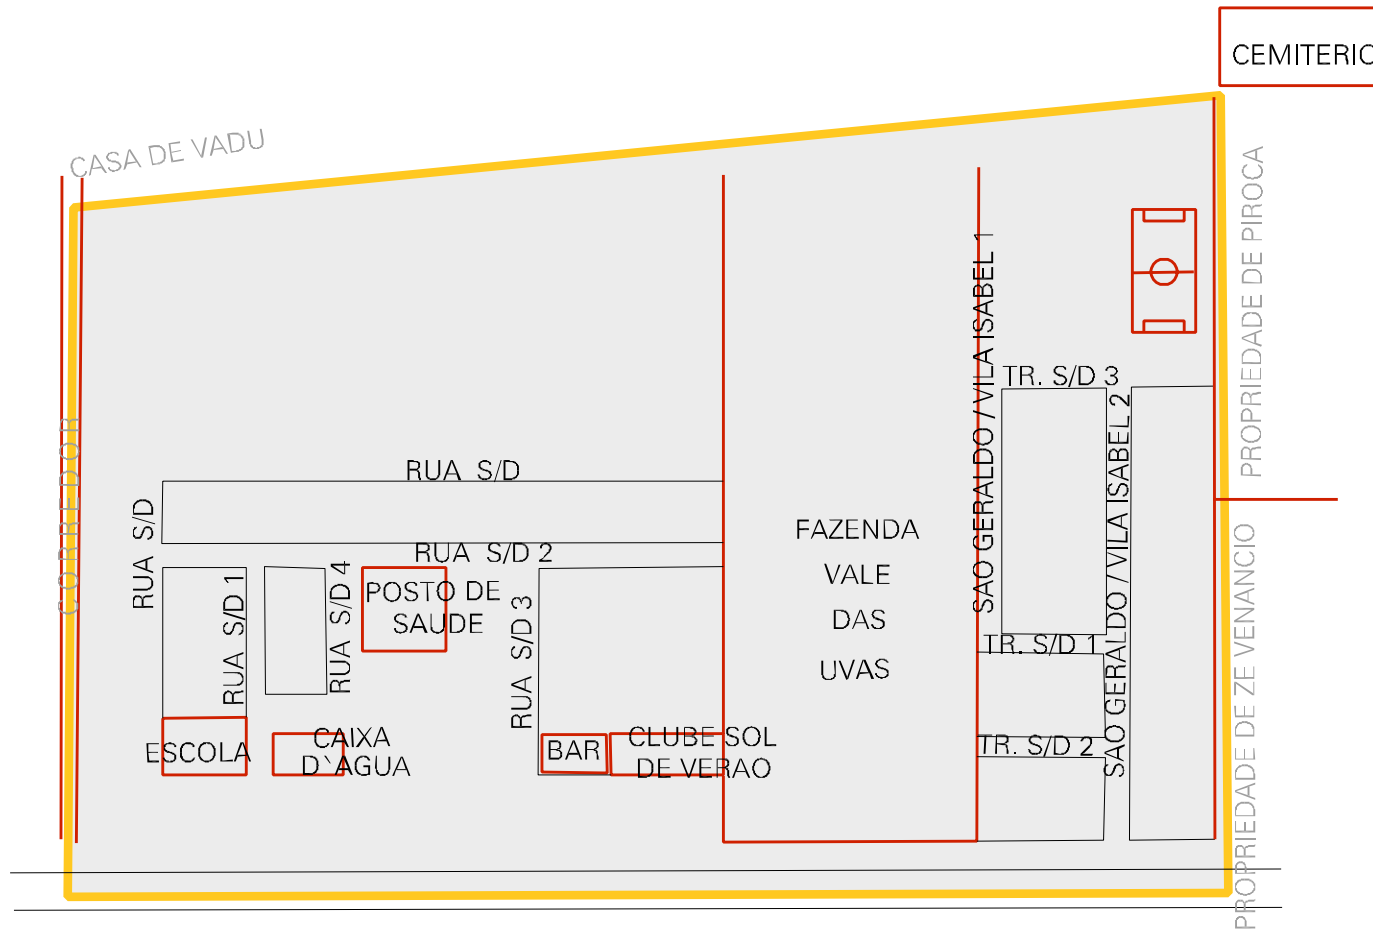 CEMITERIO
CASA DE VADU
PROPRIEDADE DE PIROCA
SAO GERALDO / VILA ISABEL 1
TR. S/D 3
SAO GERALDO / VILA ISABEL 2
CORREDOR
RUA S/D
RUA S/D
RUA S/D 2
FAZENDA
VALE
DAS
UVAS
RUA S/D 1
RUA S/D 4
POSTO DE
SAUDE
RUA S/D 3
TR. S/D 1
TR. S/D 2
PROPRIEDADE DE ZE VENANCIO
ESCOLA
CAIXA
D`AGUA
BAR
CLUBE SOL
DE VERAO